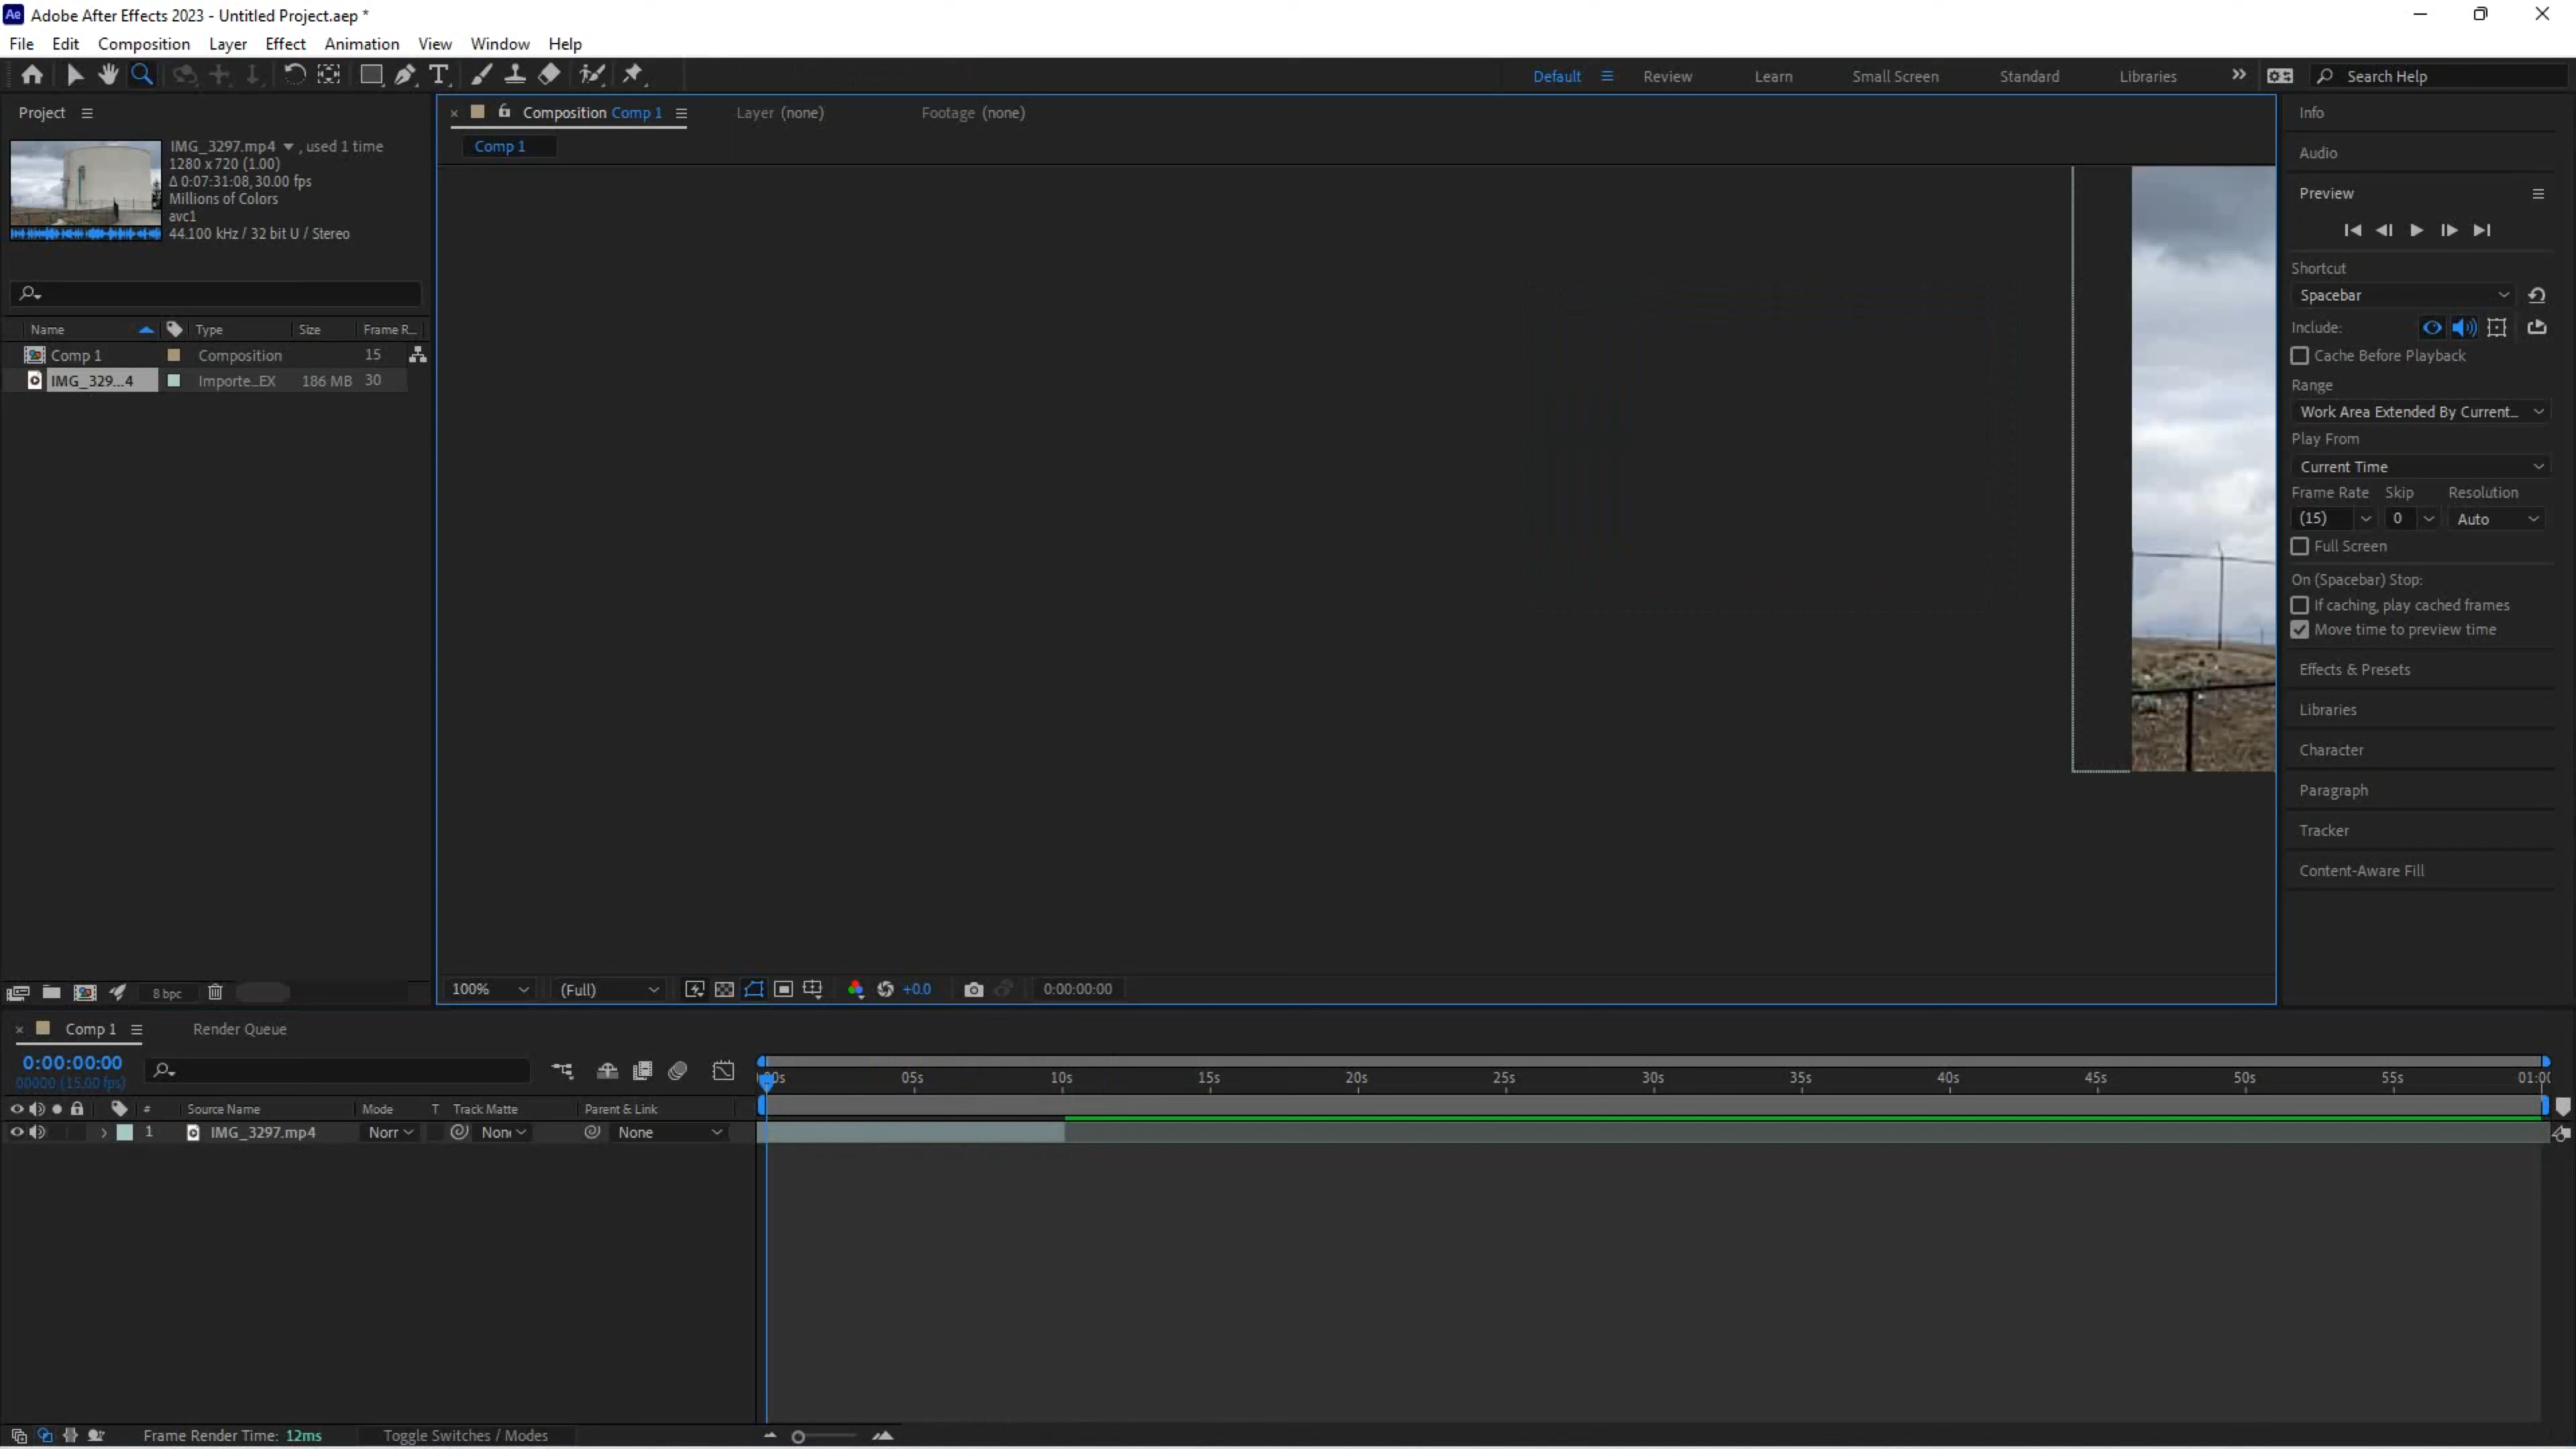 Adobe After Effects 2023 - Untitled Project.aep *
File Edit Composition Layer Effect Animation View Window Help
Default Review Learn Small Screen Standard Libraries Search Help
Project
IMG_3297.mp4 , used 1 time
1280 x 720 (1.00)
Δ 0:07:31:08, 30.00 fps
Millions of Colors
avc1
44.100 kHz / 32 bit U / Stereo
Name Type Size Frame R...
Comp 1 Composition 15
IMG_329...4 Importe...EX 186 MB 30
8 bpc
Composition Comp 1 Layer (none) Footage (none)
Comp 1
100% (Full) +0.0 0:00:00:00
Info
Audio
Preview
Shortcut
Spacebar
Include:
Cache Before Playback
Range
Work Area Extended By Current...
Play From
Current Time
Frame Rate Skip Resolution
(15) 0 Auto
Full Screen
On (Spacebar) Stop:
If caching, play cached frames
Move time to preview time
Effects & Presets
Libraries
Character
Paragraph
Tracker
Content-Aware Fill
Comp 1 Render Queue
0:00:00:00
00000 (15.00 fps)
05s 10s 15s 20s 25s 30s 35s 40s 45s 50s 55s
# Source Name Mode T Track Matte Parent & Link
1 IMG_3297.mp4 Norr None
Frame Render Time: 12ms Toggle Switches / Modes